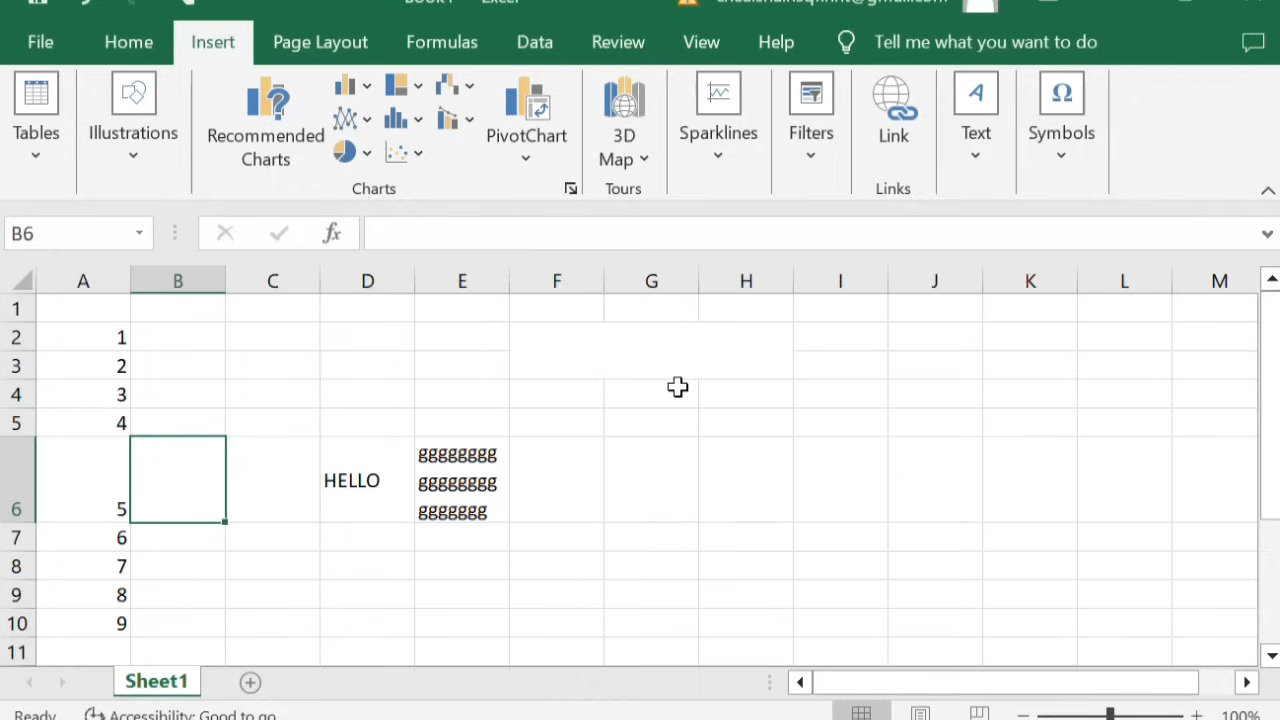 File Home Insert Page Layout Formulas Data Review View Help Tell me what you want to do
Tables
Illustrations
Recommended
Charts
PivotChart
3D
Map
Sparklines
Filters
Link
Text
Symbols
Charts
Tours
Links
B6
fx
A B C D E F G H I J K L M
1
2 1
3 2
4 3
5 4
6 5 HELLO gggggggg
gggggggg
ggggggg
7 6
8 7
9 8
10 9
11
Sheet1
Ready Accessibility: Good to go 100%